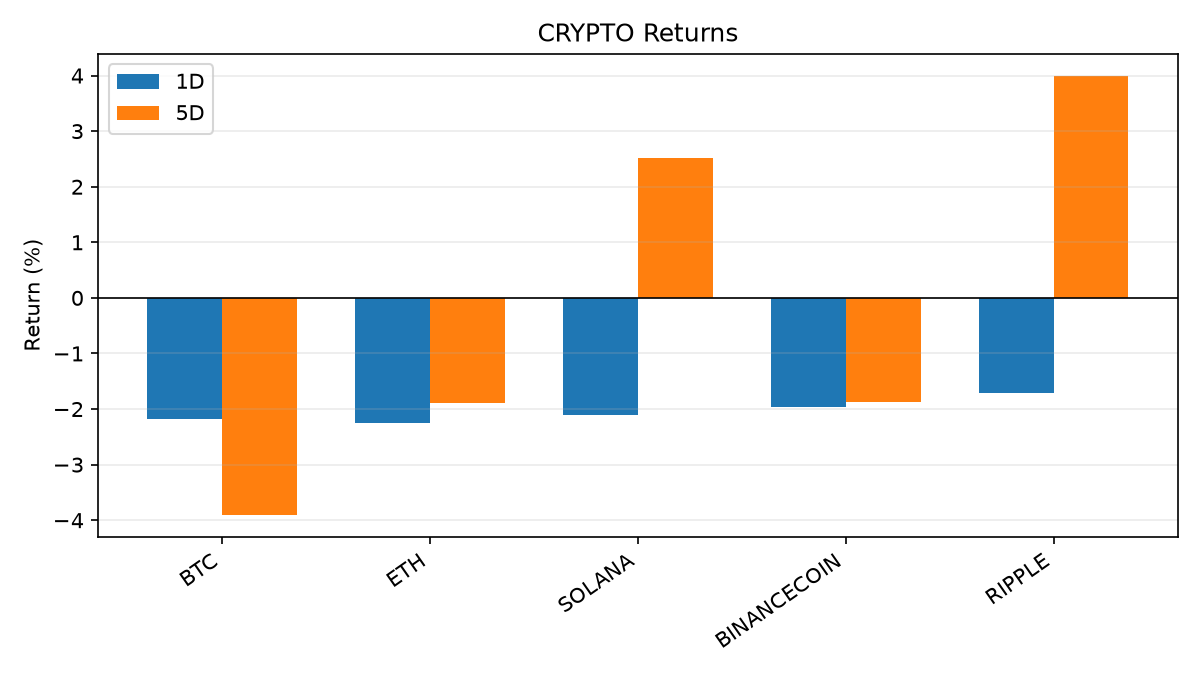 CRYPTO Returns
1D
5D
Return (%)
4
3
2
1
0
−1
−2
−3
−4
BTC
ETH
SOLANA
BINANCECOIN
RIPPLE